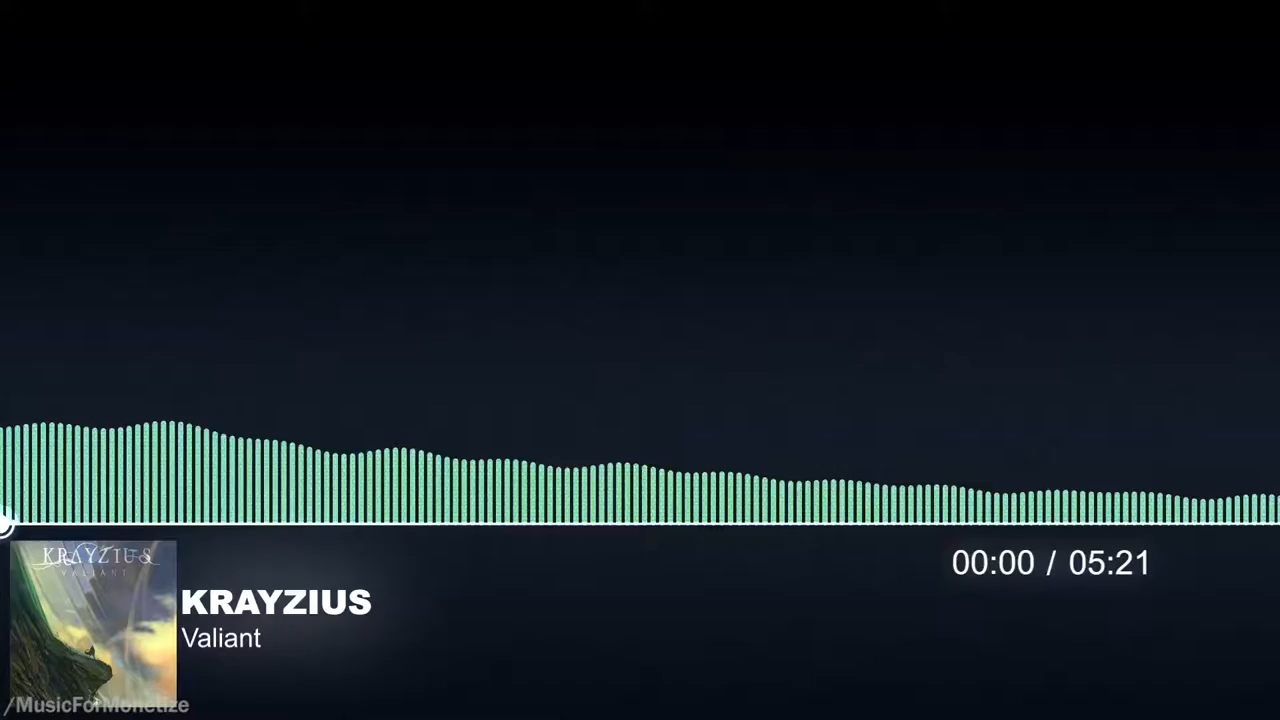 00:00 / 05:21
KRAYZIUS
VALIANT
KRAYZIUS
Valiant
/MusicForMonetize